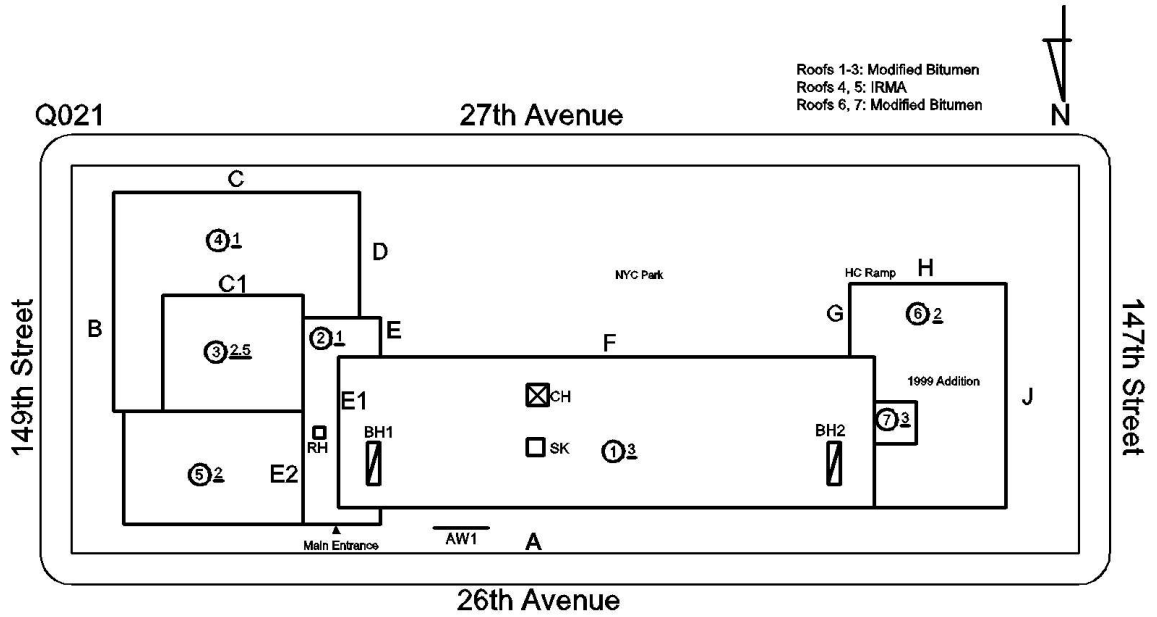 Roofs 1-3: Modified Bitumen
Roofs 4, 5: IRMA
Roofs 6, 7: Modified Bitumen
N
Q021
27th Avenue
C
4 1
D
C1
B
3 2.5
2 1
E
NYC Park
HC Ramp
H
G
6 2
F
1999 Addition
J
149th Street
147th Street
CH
E1
BH1
RH
SK
1 3
BH2
7 3
5 2
E2
Main Entrance
AW1
A
26th Avenue